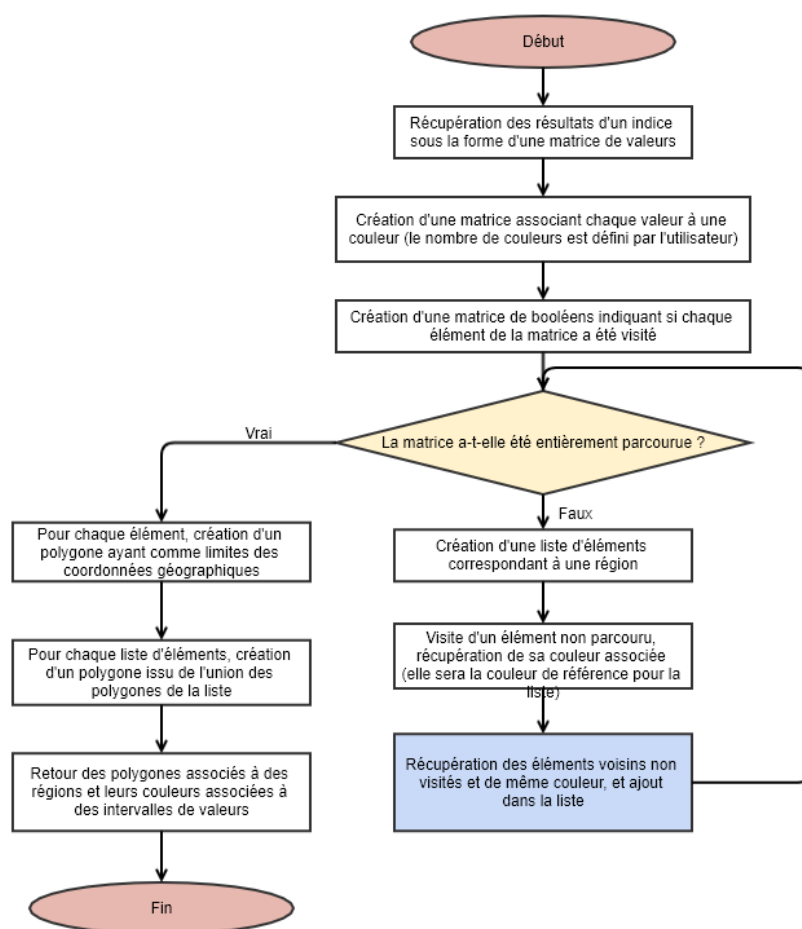 Début
Récupération des résultats d'un indice
sous la forme d'une matrice de valeurs
Création d'une matrice associant chaque valeur à une
couleur (le nombre de couleurs est défini par l'utilisateur)
Création d'une matrice de booléens indiquant si chaque
élément de la matrice a été visité
La matrice a-t-elle été entièrement parcourue ?
Vrai
Faux
Pour chaque élément, création d'un
polygone ayant comme limites des
coordonnées géographiques
Pour chaque liste d'éléments, création
d'un polygone issu de l'union des
polygones de la liste
Retour des polygones associés à des
régions et leurs couleurs associées à
des intervalles de valeurs
Fin
Création d'une liste d'éléments
correspondant à une région
Visite d'un élément non parcouru,
récupération de sa couleur associée
(elle sera la couleur de référence pour la
liste)
Récupération des éléments voisins non
visités et de même couleur, et ajout
dans la liste